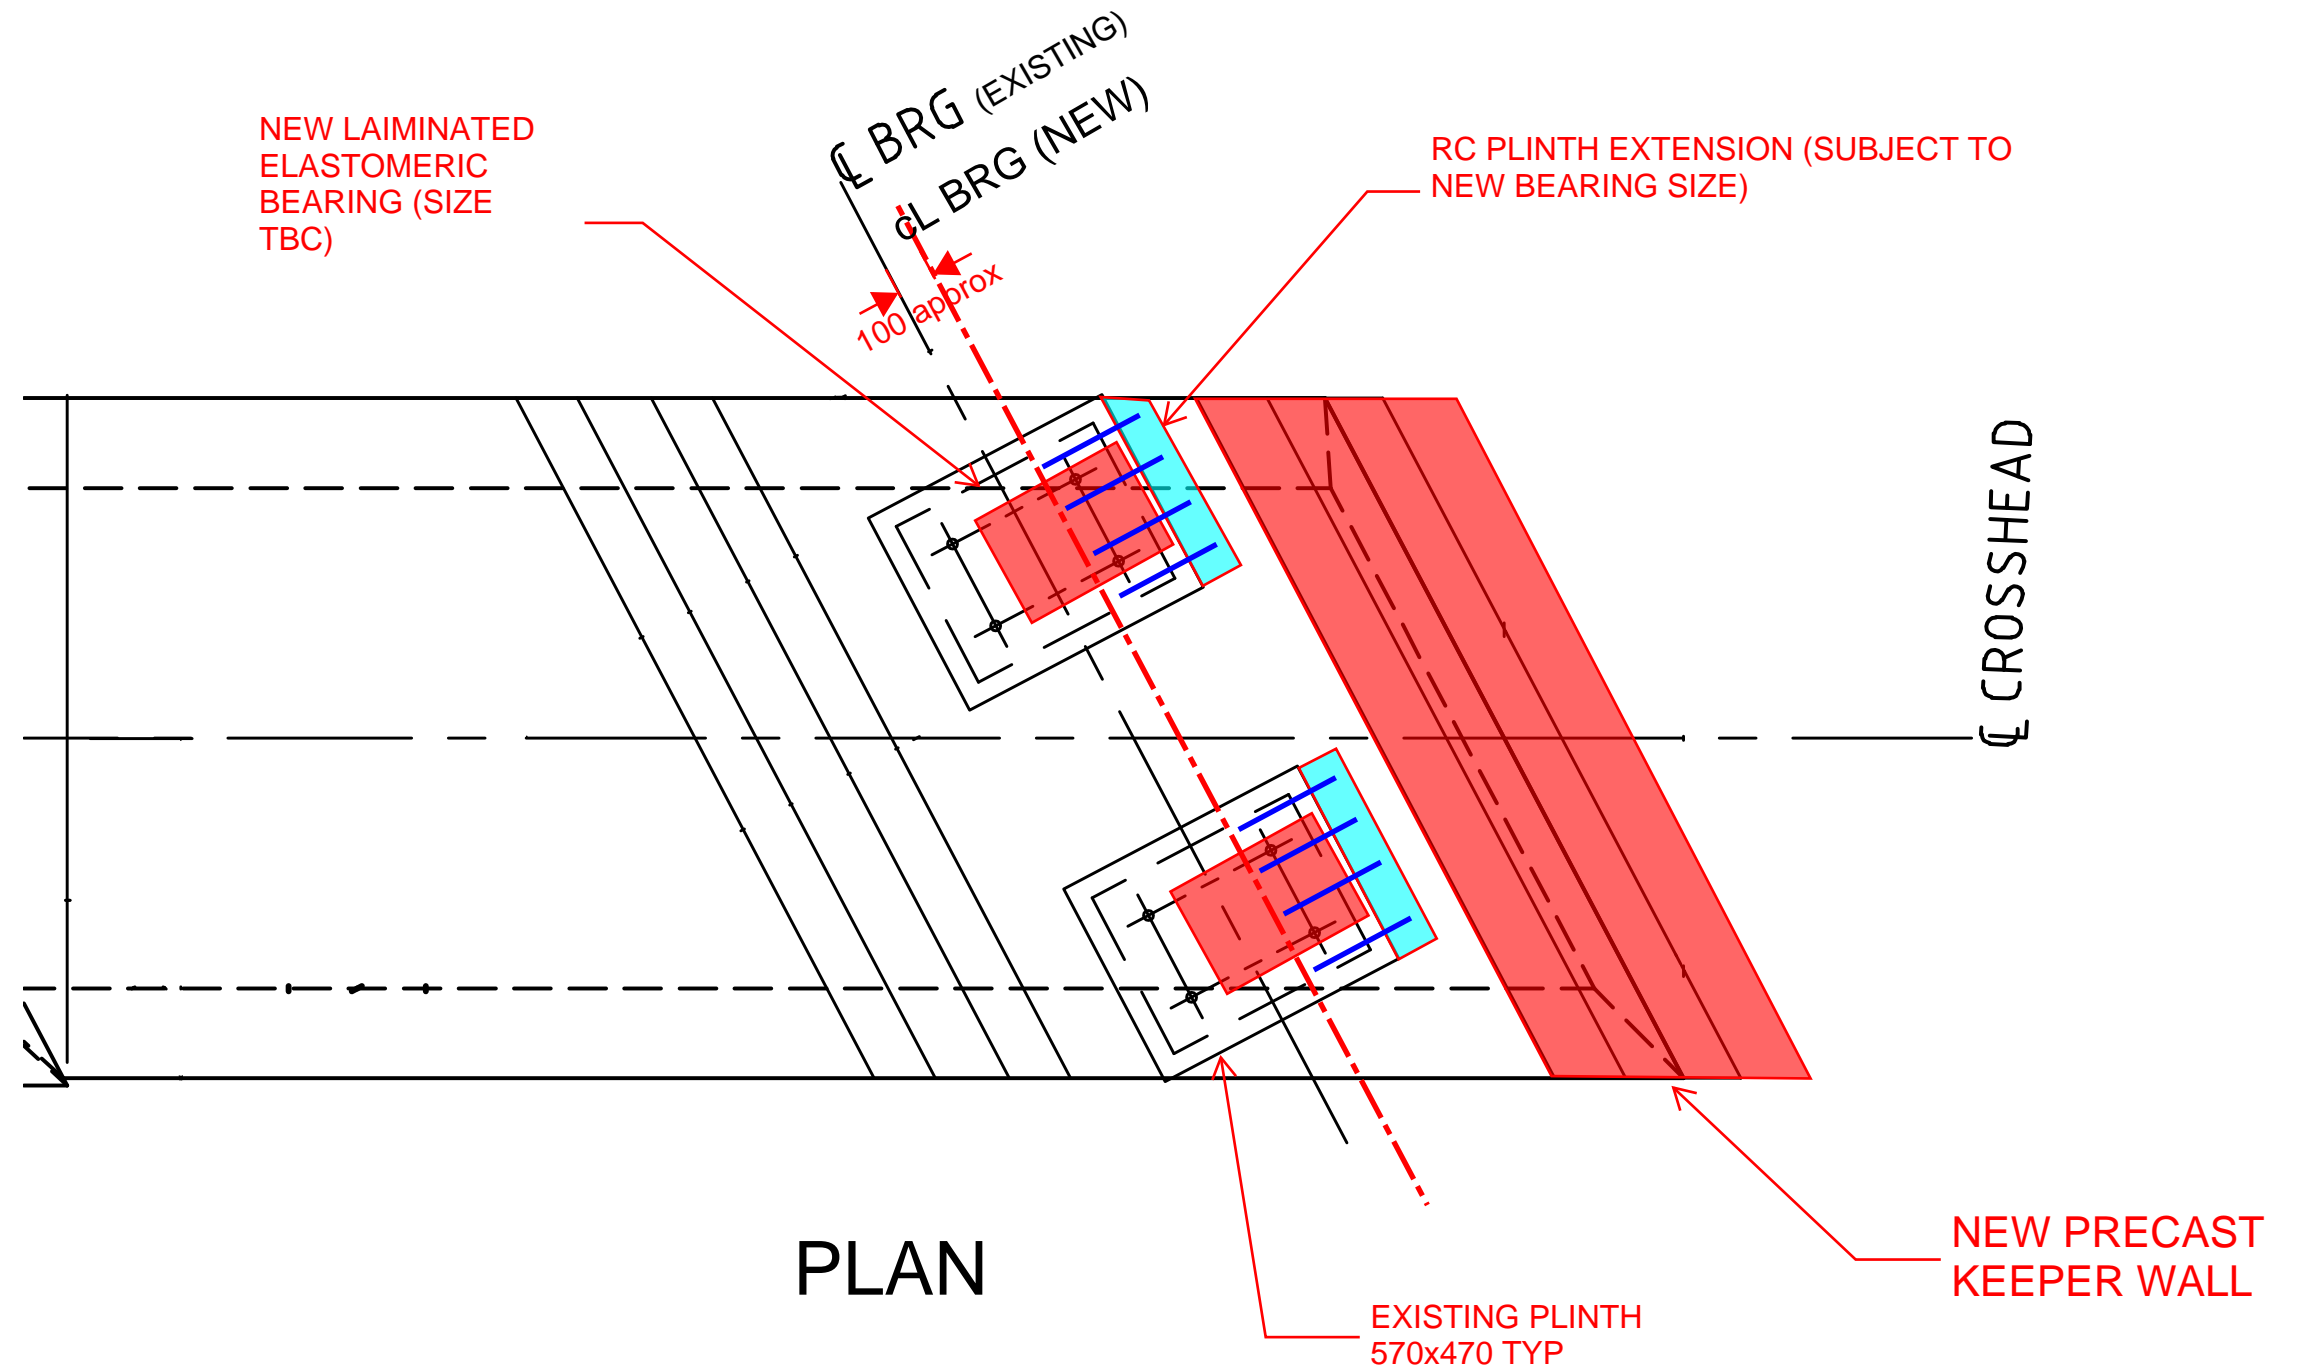 ℄ BRG (EXISTING)
cL BRG (NEW)
NEW LAIMINATED
ELASTOMERIC
BEARING (SIZE
TBC)
RC PLINTH EXTENSION (SUBJECT TO
NEW BEARING SIZE)
100 approx
℄ CROSSHEAD
PLAN
NEW PRECAST
KEEPER WALL
EXISTING PLINTH
570x470 TYP